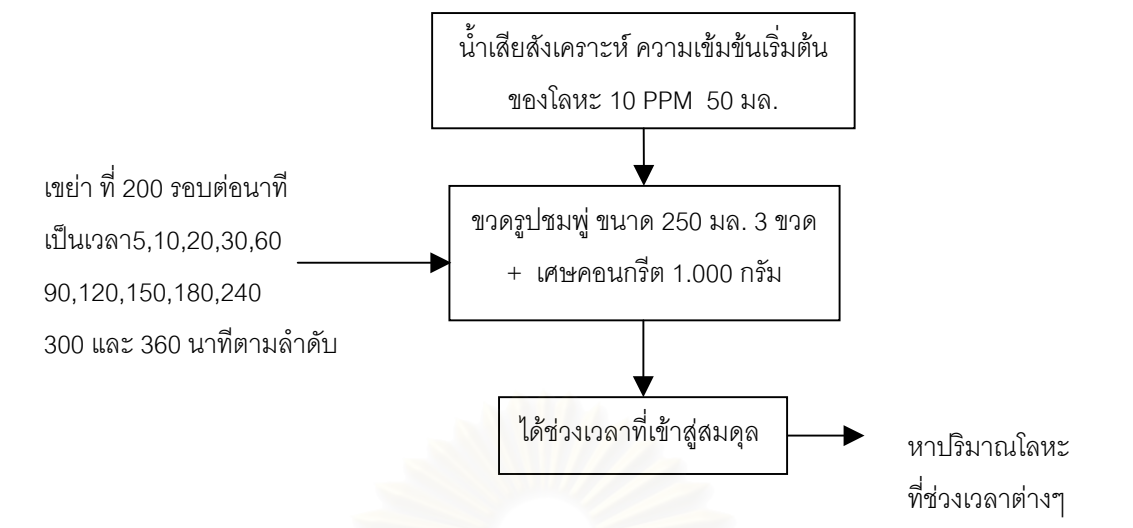 น้ำเสียสังเคราะห์ ความเข้มข้นเริ่มต้น
ของโลหะ 10 PPM 50 มล.
เขย่า ที่ 200 รอบต่อนาที
เป็นเวลา5,10,20,30,60
90,120,150,180,240
300 และ 360 นาทีตามลำดับ
ขวดรูปชมพู่ ขนาด 250 มล. 3 ขวด
+ เศษคอนกรีต 1.000 กรัม
ได้ช่วงเวลาที่เข้าสู่สมดุล
หาปริมาณโลหะ
ที่ช่วงเวลาต่างๆ